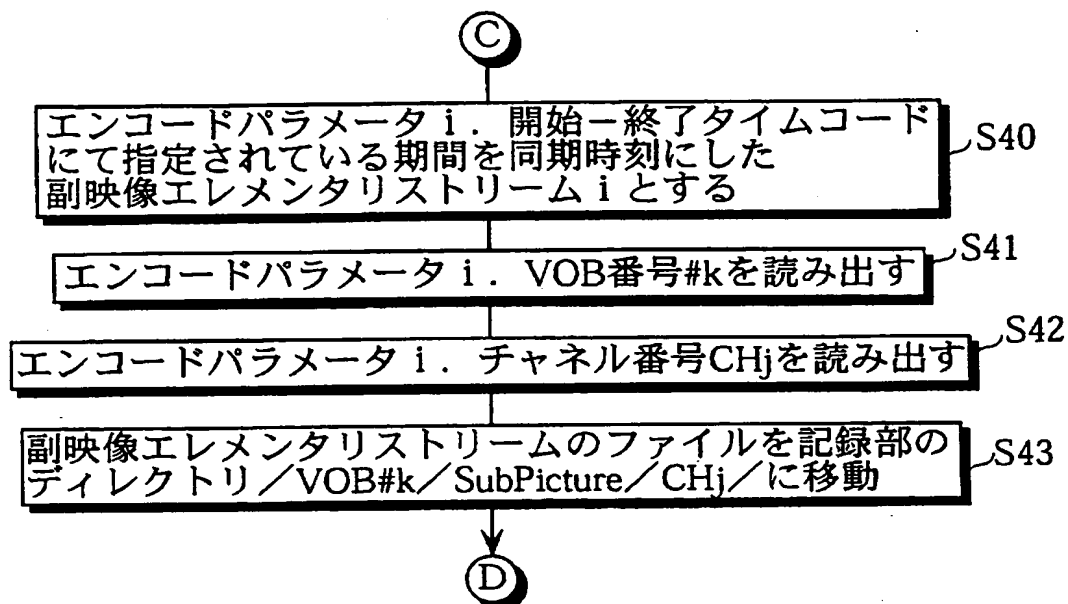 C
エンコードパラメータi．開始－終了タイムコード
にて指定されている期間を同期時刻にした
副映像エレメンタリストリームiとする
S40
エンコードパラメータi．VOB番号#kを読み出す
S41
エンコードパラメータi．チャネル番号CHjを読み出す
S42
副映像エレメンタリストリームのファイルを記録部の
ディレクトリ／VOB#k／SubPicture／CHj／に移動
S43
D